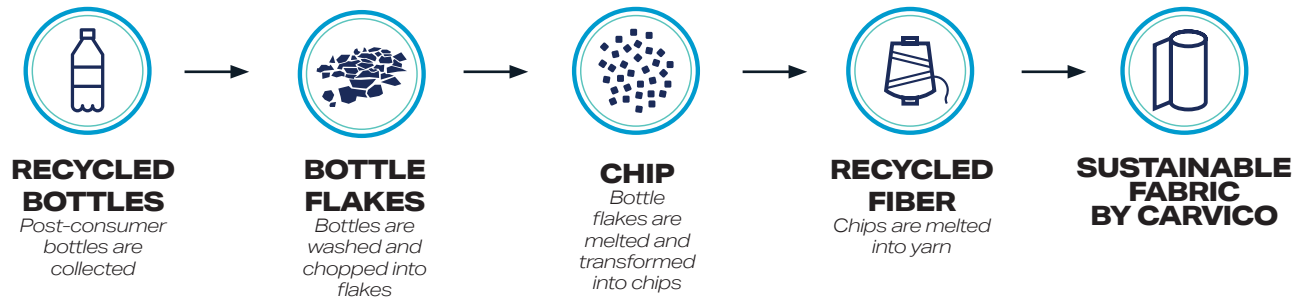 RECYCLED
BOTTLES
Post-consumer
bottles are
collected
BOTTLE
FLAKES
Bottles are
washed and
chopped into
flakes
CHIP
Bottle
flakes are
melted and
transformed
into chips
RECYCLED
FIBER
Chips are melted
into yarn
SUSTAINABLE
FABRIC
BY CARVICO